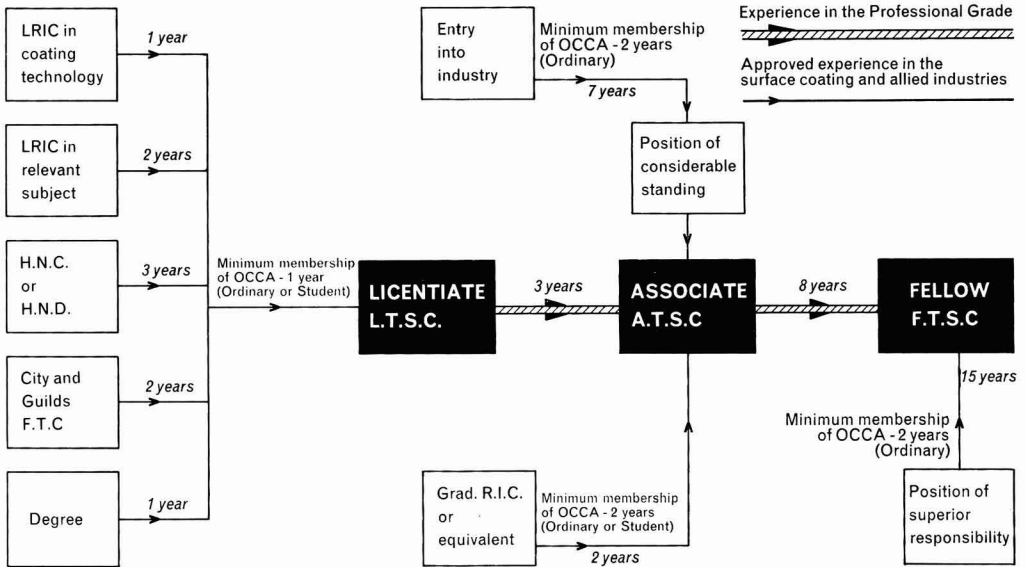 LRIC in
coating
technology
1 year
LRIC in
relevant
subject
2 years
H.N.C.
or
H.N.D.
3 years
City and
Guilds
F.T.C
2 years
Degree
1 year
Minimum membership
of OCCA - 1 year
(Ordinary or Student)
LICENTIATE
L.T.S.C.
3 years
Entry
into
industry
Minimum membership
of OCCA - 2 years
(Ordinary)
7 years
Position of
considerable
standing
ASSOCIATE
A.T.S.C
Grad. R.I.C.
or
equivalent
Minimum membership
of OCCA - 2 years
(Ordinary or Student)
2 years
8 years
Experience in the Professional Grade
Approved experience in the
surface coating and allied industries
FELLOW
F.T.S.C
15 years
Minimum membership
of OCCA - 2 years
(Ordinary)
Position of
superior
responsibility